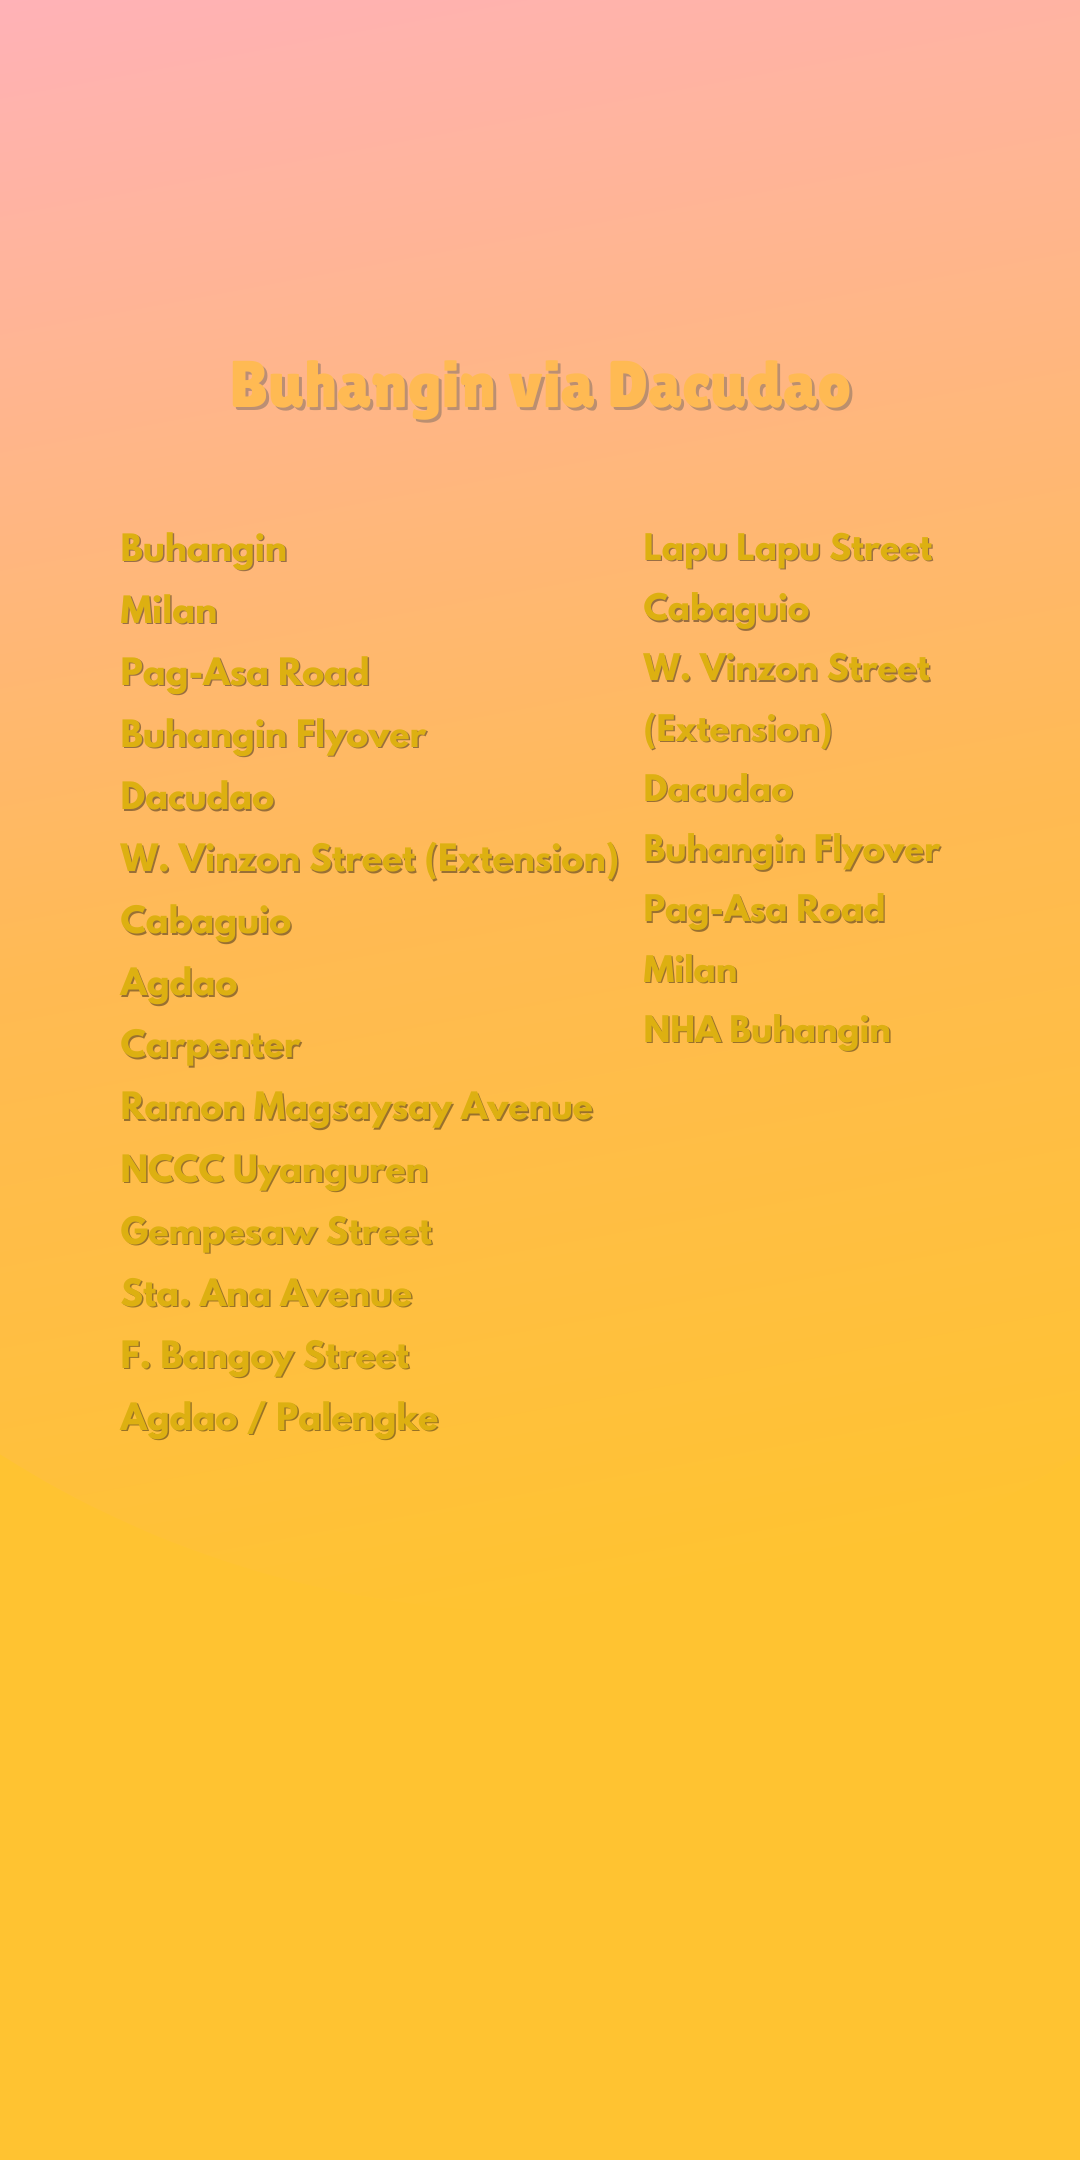 Buhangin via Dacudao
Buhangin
Milan
Pag-Asa Road
Buhangin Flyover
Dacudao
W. Vinzon Street (Extension)
Cabaguio
Agdao
Carpenter
Ramon Magsaysay Avenue
NCCC Uyanguren
Gempesaw Street
Sta. Ana Avenue
F. Bangoy Street
Agdao / Palengke
Lapu Lapu Street
Cabaguio
W. Vinzon Street
(Extension)
Dacudao
Buhangin Flyover
Pag-Asa Road
Milan
NHA Buhangin